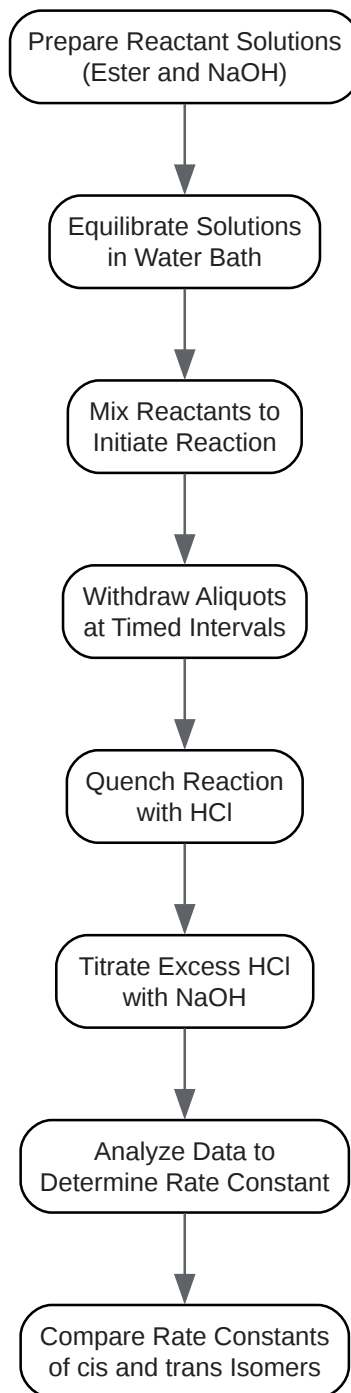 Prepare Reactant Solutions
(Ester and NaOH)
Equilibrate Solutions
in Water Bath
Mix Reactants to
Initiate Reaction
Withdraw Aliquots
at Timed Intervals
Quench Reaction
with HCl
Titrate Excess HCl
with NaOH
Analyze Data to
Determine Rate Constant
Compare Rate Constants
of cis and trans Isomers